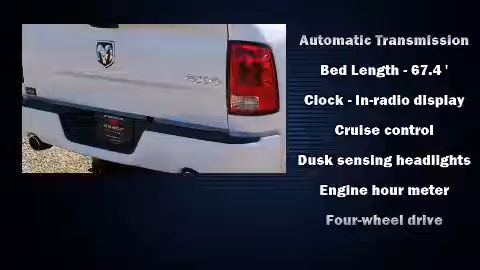 Automatic Transmission
Bed Length - 67.4 '
Clock - In-radio display
Cruise control
Dusk sensing headlights
Engine hour meter
Four-wheel drive
4X4